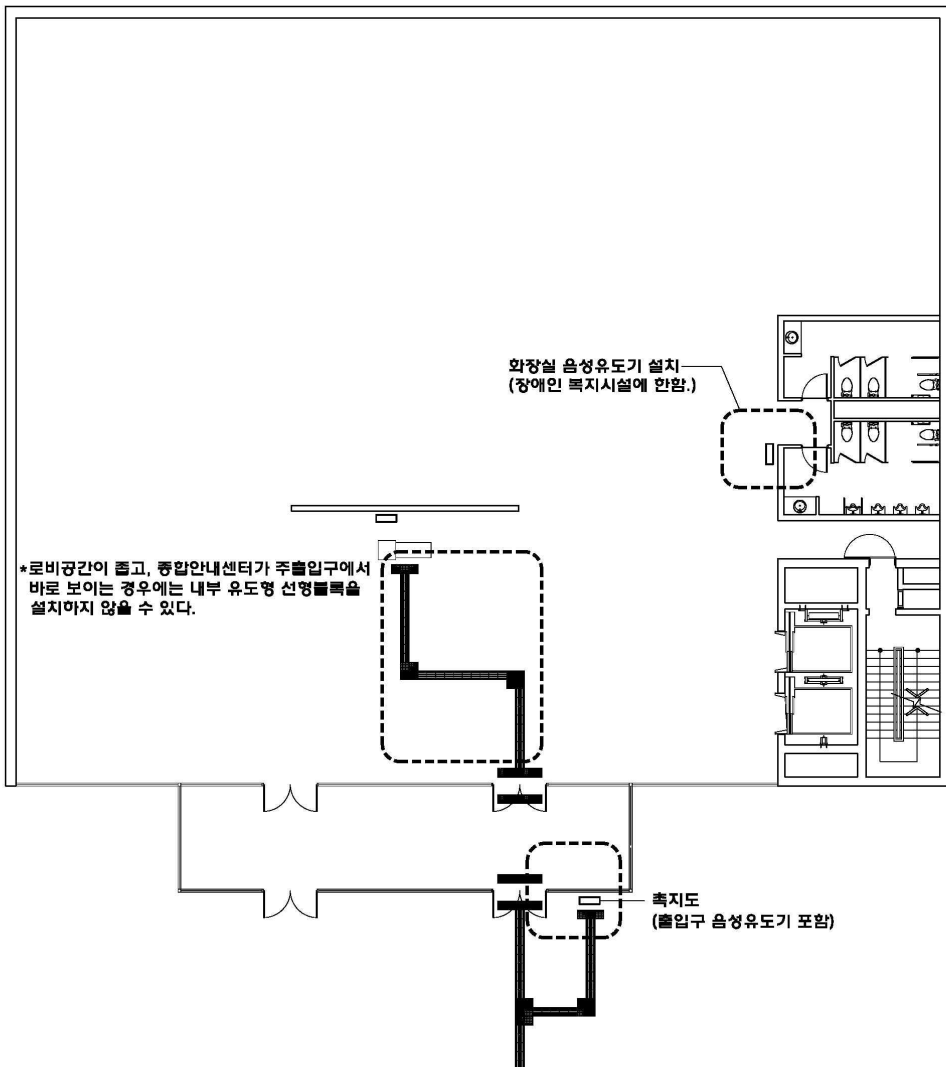 화장실 음성유도기 설치
(장애인 복지시설에 한함.)
*로비공간이 좁고, 종합안내센터가 주출입구에서
바로 보이는 경우에는 내부 유도형 선형블록을
설치하지 않을 수 있다.
촉지도
(출입구 음성유도기 포함)